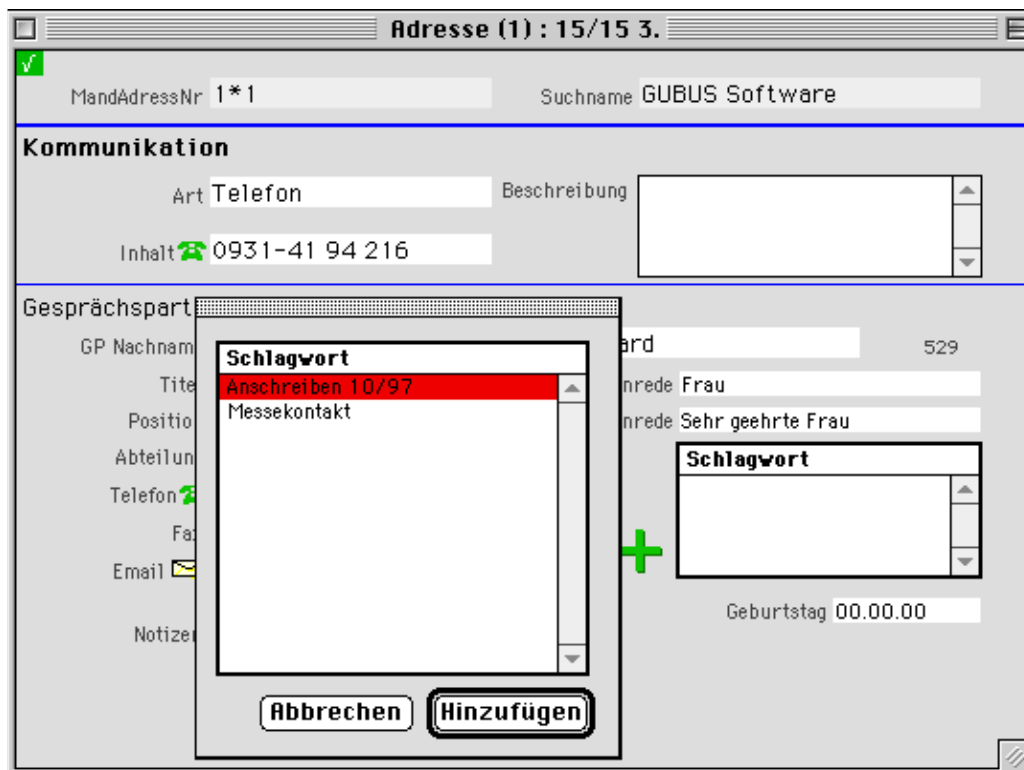 Adresse (1) : 15/15 3.
MandAdressNr 1*1 Suchname GUBUS Software
Kommunikation
Art Telefon Beschreibung
Inhalt 0931-41 94 216
Gesprächspart
GP Nachnam ard 529
Schlagwort
Tite Anschreiben 10/97 nrede Frau
Positio Messekontakt nrede Sehr geehrte Frau
Abteilun Schlagwort
Telefon
Fa
Email
Geburtstag 00.00.00
Notize
Abbrechen Hinzufügen